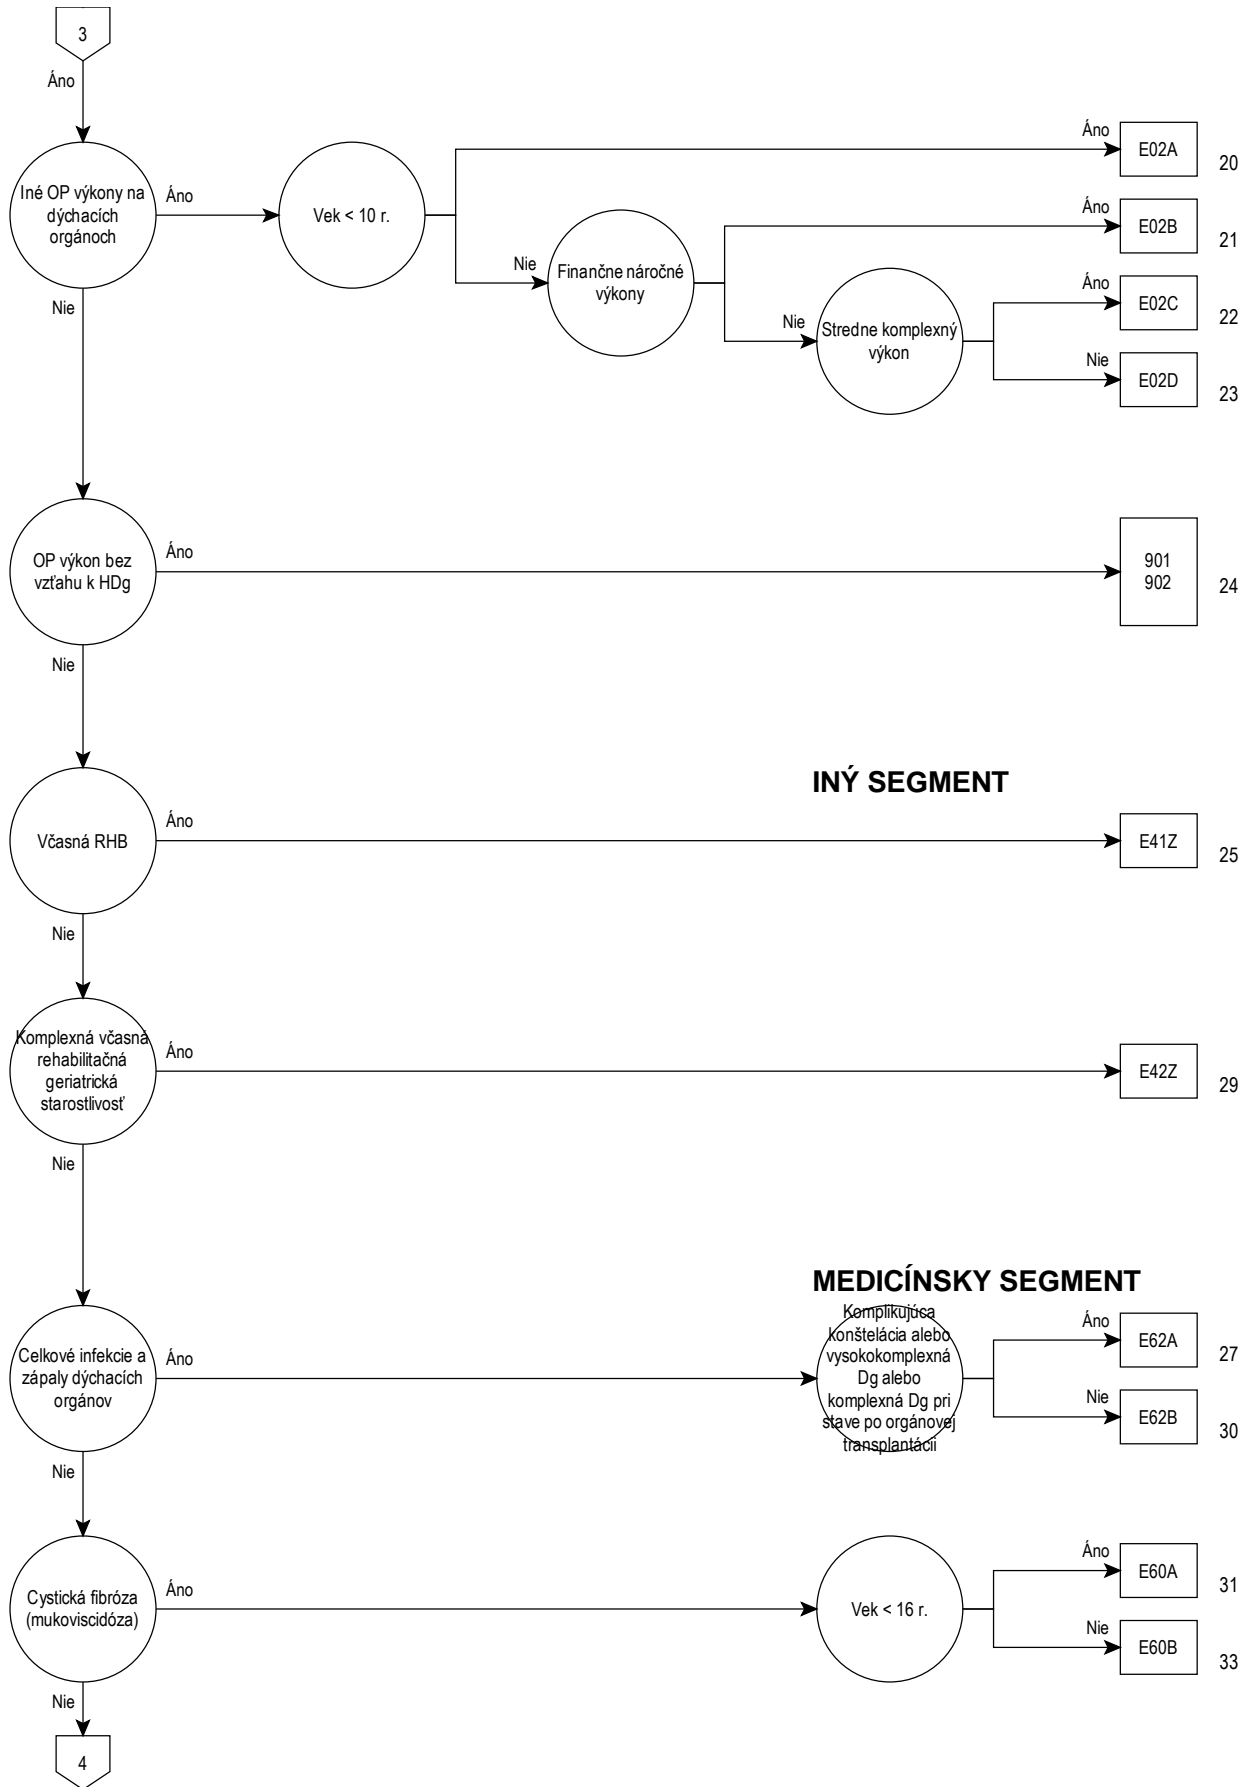 3
Áno
Iné OP výkony na
dýchacích
orgánoch
Áno
Vek < 10 r.
Áno
E02A
20
Nie
Finančne náročné
výkony
Áno
E02B
21
Nie
Stredne komplexný
výkon
Áno
E02C
22
Nie
E02D
23
Nie
OP výkon bez
vzťahu k HDg
Áno
901
902
24
Nie
INÝ SEGMENT
Včasná RHB
Áno
E41Z
25
Nie
Komplexná včasná
rehabilitačná
geriatrická
starostlivosť
Áno
E42Z
29
Nie
MEDICÍNSKY SEGMENT
Celkové infekcie a
zápaly dýchacích
orgánov
Áno
Komplikujúca
konštelácia alebo
vysokokomplexná
Dg alebo
komplexná Dg pri
stave po orgánovej
transplantácii
Áno
E62A
27
Nie
E62B
30
Nie
Cystická fibróza
(mukoviscidóza)
Áno
Vek < 16 r.
Áno
E60A
31
Nie
E60B
33
Nie
4